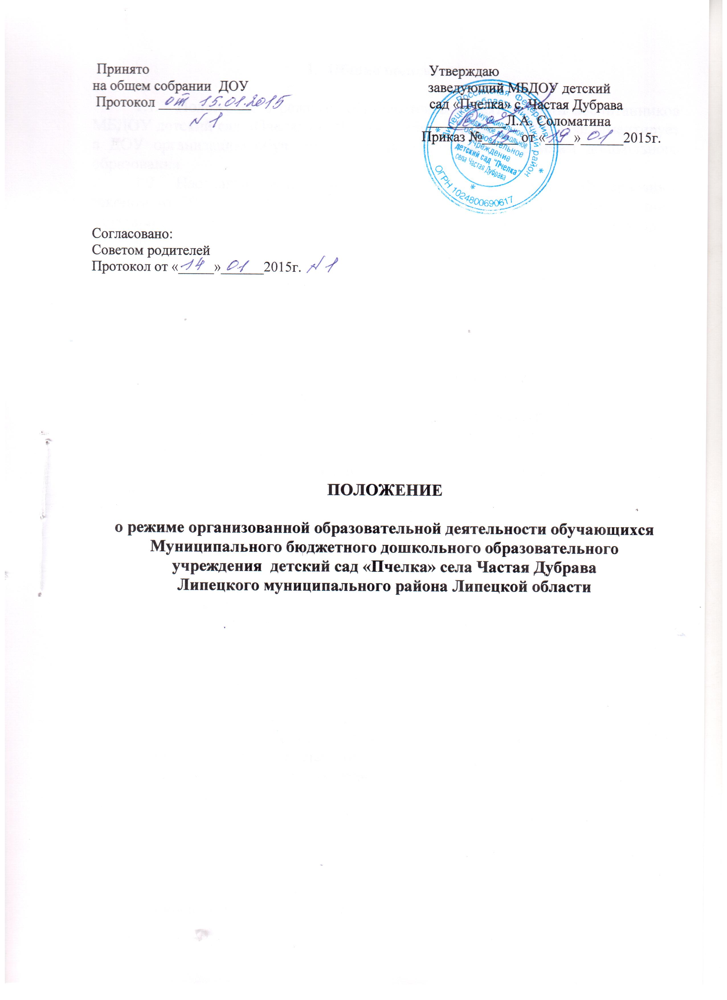 Принято
на общем собрании ДОУ
Протокол от 15.01.2015
№1
Утверждаю
заведующий МБДОУ детский
сад «Пчелка» с. Частая Дубрава
____________Л.А. Соломатина
Приказ № 15 от «19» 01 2015г.
Российская Федерация
Липецкая область Липецкий район
муниципальное
бюджетное дошкольное
образовательное
учреждение
детский сад "Пчелка"
села Частая Дубрава
ОГРН 1024800690617
Согласовано:
Советом родителей
Протокол от «14» 01 2015г. №1
ПОЛОЖЕНИЕ
о режиме организованной образовательной деятельности обучающихся
Муниципального бюджетного дошкольного образовательного
учреждения детский сад «Пчелка» села Частая Дубрава
Липецкого муниципального района Липецкой области